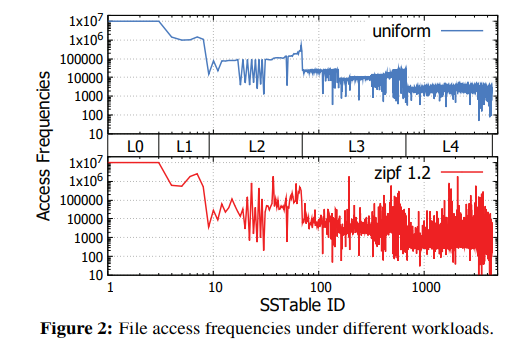 1x10^7
uniform
1x10^6
100000
10000
1000
100
10
Access Frequencies
L0 L1 L2 L3 L4
1x10^7
zipf 1.2
1x10^6
100000
10000
1000
100
10
1 10 100 1000
SSTable ID
Figure 2: File access frequencies under different workloads.